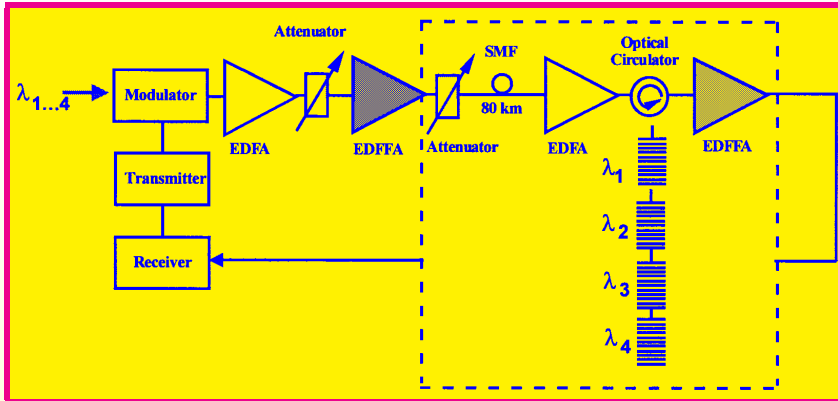 Attenuator
SMF
Optical
Circulator
λ1...4
Modulator
80 km
EDFA
EDFFA
Attenuator
EDFA
EDFFA
Transmitter
λ1
λ2
Receiver
λ3
λ4